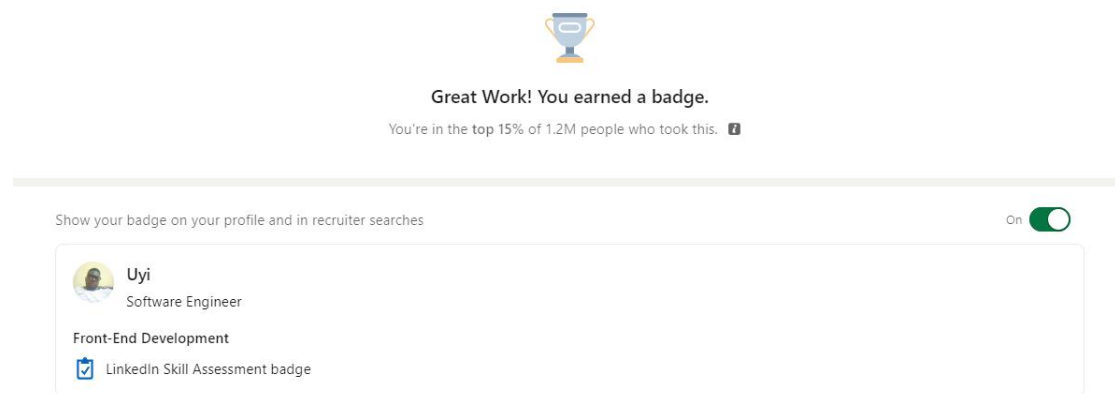 Great Work! You earned a badge.
You're in the top 15% of 1.2M people who took this. i
Show your badge on your profile and in recruiter searches
On
Uyi
Software Engineer
Front-End Development
LinkedIn Skill Assessment badge